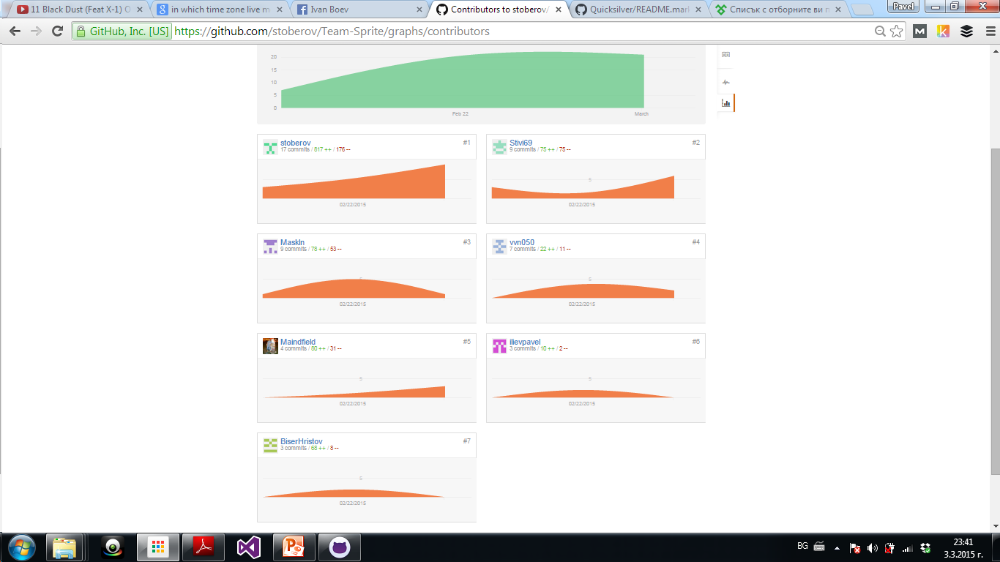 11 Black Dust (Feat X-1) O
in which time zone live m
Ivan Boev
Contributors to stoberov/
Quicksilver/README.mar
Списък с отборните ви п
Pavel
GitHub, Inc. [US]
https://github.com/stoberov/Team-Sprite/graphs/contributors
20
15
10
5
0
Feb 22
March
stoberov
#1
17 commits / 817 ++ / 176 --
02/22/2015
Stivi69
#2
9 commits / 75 ++ / 75 --
5
02/22/2015
#3
9 commits / 78 ++ / 53 --
5
02/22/2015
vvn050
#4
7 commits / 22 ++ / 11 --
5
02/22/2015
Maindfield
#5
4 commits / 60 ++ / 31 --
5
02/22/2015
ilievpavel
#6
3 commits / 10 ++ / 2 --
5
02/22/2015
BiserHristov
#7
3 commits / 68 ++ / 8 --
5
02/22/2015
BG
23:41
3.3.2015 г.